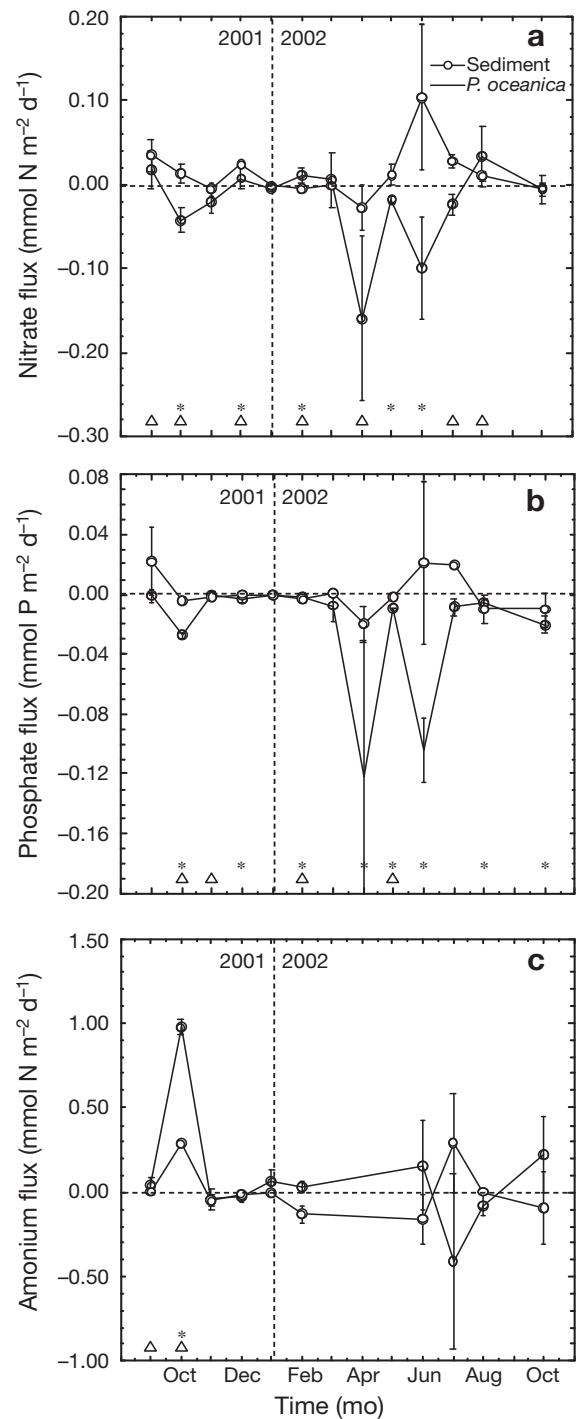 0.20
2001 2002
a
Sediment
P. oceanica
0.10
0.00
−0.10
−0.20
−0.30
Nitrate flux (mmol N m−2 d−1)
* * * * *
0.08
2001 2002
b
0.04
0.00
−0.04
−0.08
−0.12
−0.16
−0.20
Phosphate flux (mmol P m−2 d−1)
* * * * * * * *
1.50
2001 2002
c
1.00
0.50
0.00
−0.50
−1.00
Amonium flux (mmol N m−2 d−1)
*
Oct Dec Feb Apr Jun Aug Oct
Time (mo)